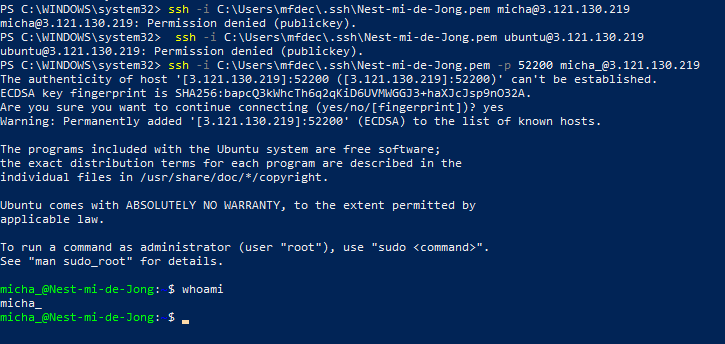 PS C:\WINDOWS\system32> ssh -i C:\Users\mfdec\.ssh\Nest-mi-de-Jong.pem micha@3.121.130.219
micha@3.121.130.219: Permission denied (publickey).
PS C:\WINDOWS\system32>  ssh -i C:\Users\mfdec\.ssh\Nest-mi-de-Jong.pem ubuntu@3.121.130.219
ubuntu@3.121.130.219: Permission denied (publickey).
PS C:\WINDOWS\system32> ssh -i C:\Users\mfdec\.ssh\Nest-mi-de-Jong.pem -p 52200 micha_@3.121.130.219
The authenticity of host '[3.121.130.219]:52200 ([3.121.130.219]:52200)' can't be established.
ECDSA key fingerprint is SHA256:bapcQ3kWhcTh6q2qKiD6UVMWGGJ3+haXJcJsp9nO32A.
Are you sure you want to continue connecting (yes/no/[fingerprint])? yes
Warning: Permanently added '[3.121.130.219]:52200' (ECDSA) to the list of known hosts.

The programs included with the Ubuntu system are free software;
the exact distribution terms for each program are described in the
individual files in /usr/share/doc/*/copyright.

Ubuntu comes with ABSOLUTELY NO WARRANTY, to the extent permitted by
applicable law.

To run a command as administrator (user "root"), use "sudo <command>".
See "man sudo_root" for details.

micha_@Nest-mi-de-Jong: $ whoami
micha_
micha_@Nest-mi-de-Jong: $